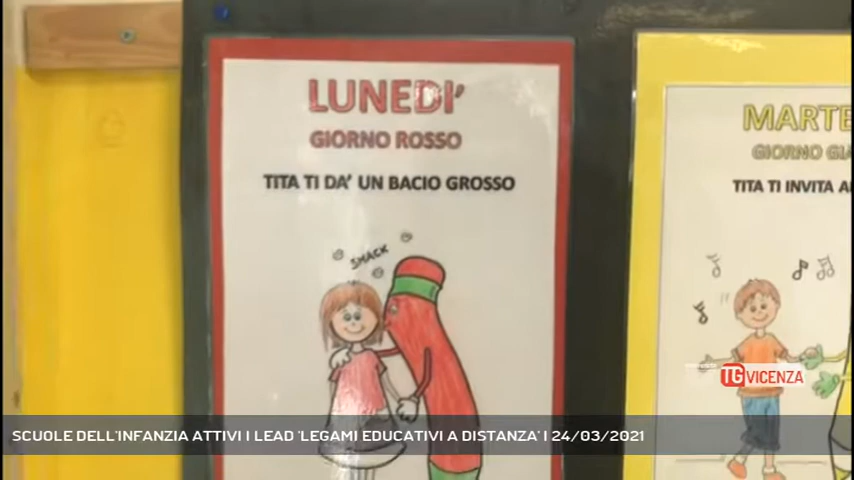 LUNEDI'
GIORNO ROSSO
TITA TI DA' UN BACIO GROSSO
SMACK
MARTE
GIORNO GIA
TITA TI INVITA A
TG VICENZA
SCUOLE DELL'INFANZIA ATTIVI I LEAD 'LEGAMI EDUCATIVI A DISTANZA' | 24/03/2021